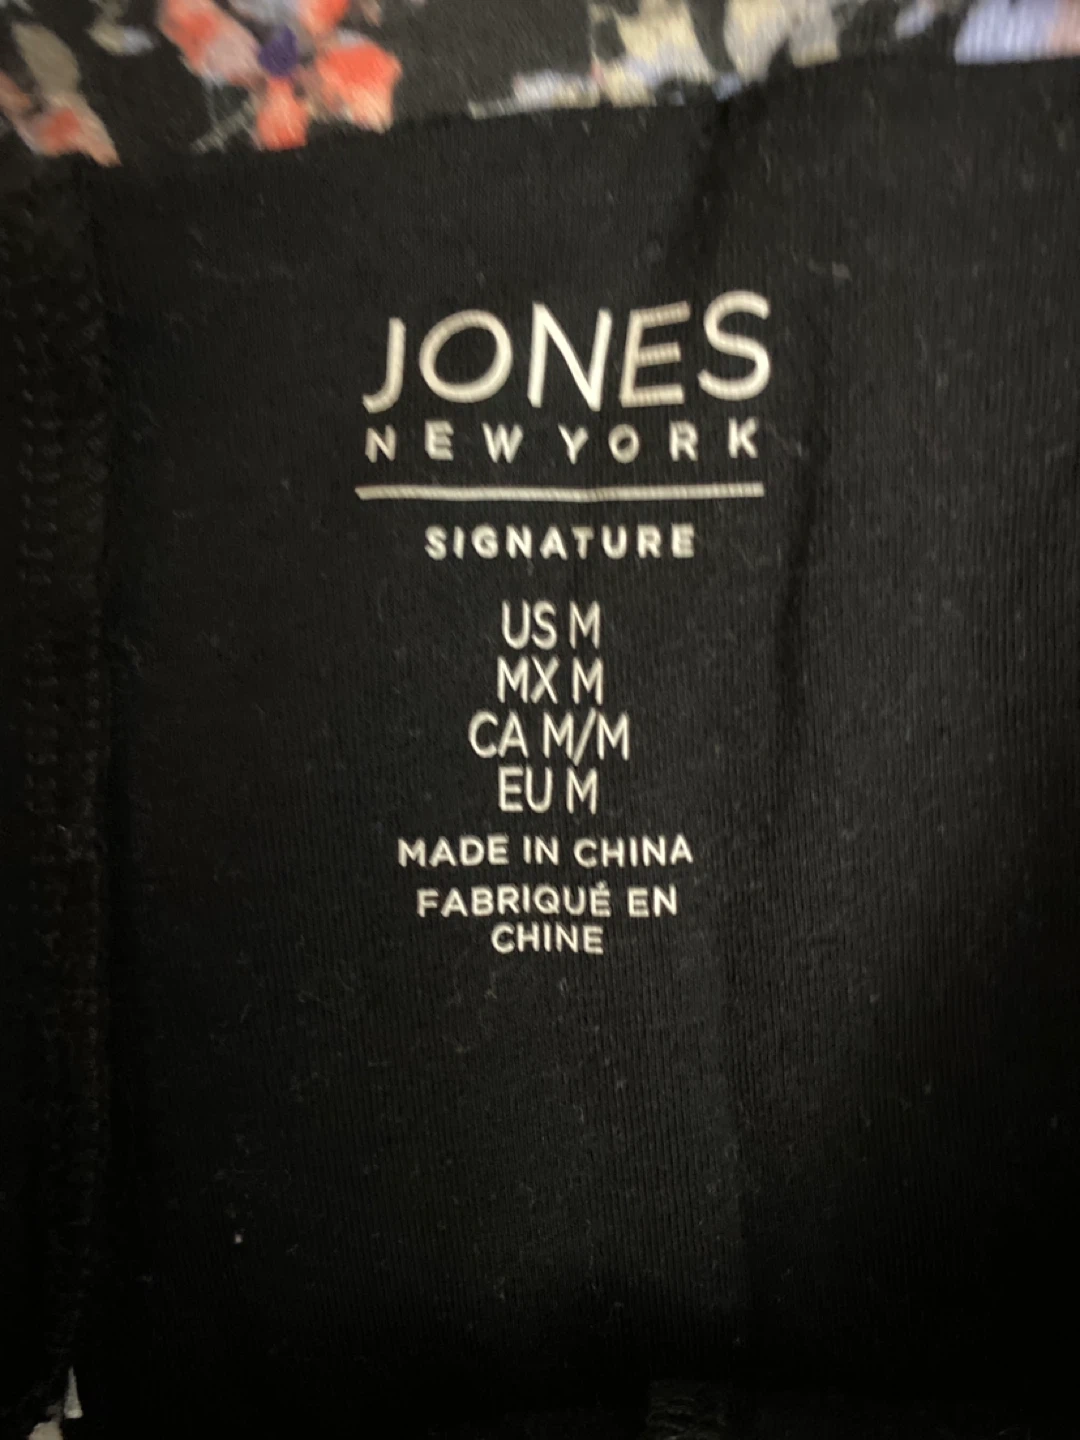 JONES
NEW YORK
SIGNATURE
US M
MX M
CA M/M
EU M
MADE IN CHINA
FABRIQUÉ EN
CHINE